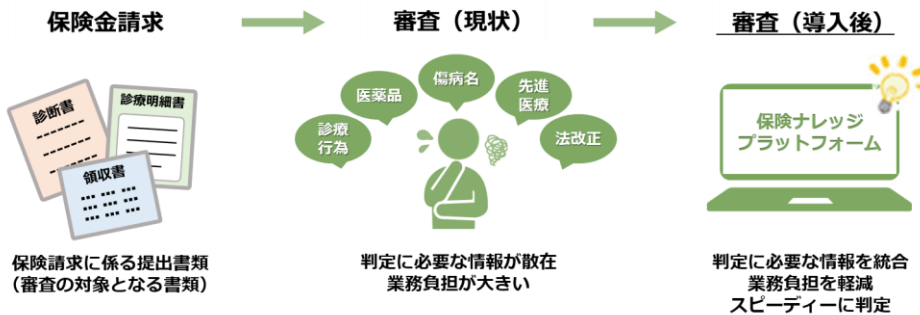 保険金請求
審査（現状）
審査（導入後）
診断書
診療明細書
領収書
診療
行為
医薬品
傷病名
先進
医療
法改正
保険ナレッジ
プラットフォーム
保険請求に係る提出書類
（審査の対象となる書類）
判定に必要な情報が散在
業務負担が大きい
判定に必要な情報を統合
業務負担を軽減
スピーディーに判定